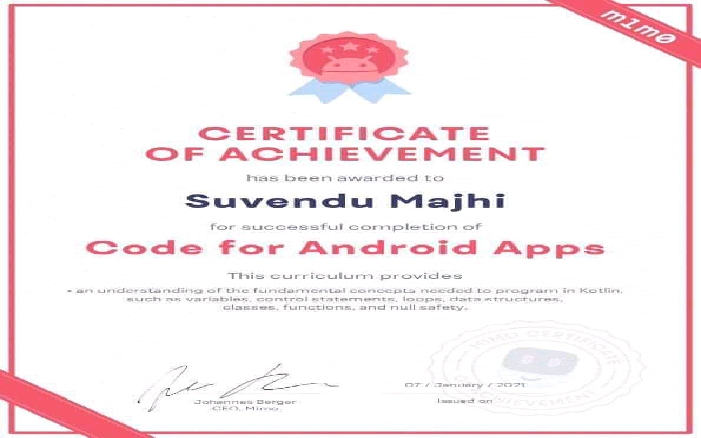 m1m0
CERTIFICATE
OF ACHIEVEMENT
has been awarded to
Suvendu Majhi
for successful completion of
Code for Android Apps
This curriculum provides
• an understanding of the fundamental concepts needed to program in Kotlin,
such as variables, control statements, loops, data structures,
classes, functions, and null safety.
MIMO CERTIFICATE
07 / January / 2021
Johannes Berger
Issued on
CEO, Mimo.
ACHIEVEMENT